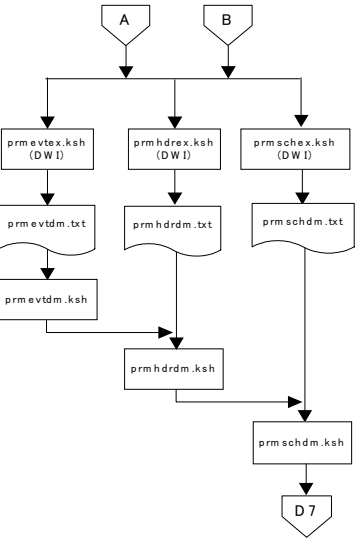 A
B
prmevtex.ksh
(DWI)
prmhdrex.ksh
(DWI)
prmschex.ksh
(DWI)
prmevtdm.txt
prmhdrdm.txt
prmschdm.txt
prmevtdm.ksh
prmhdrdm.ksh
prmschdm.ksh
D7